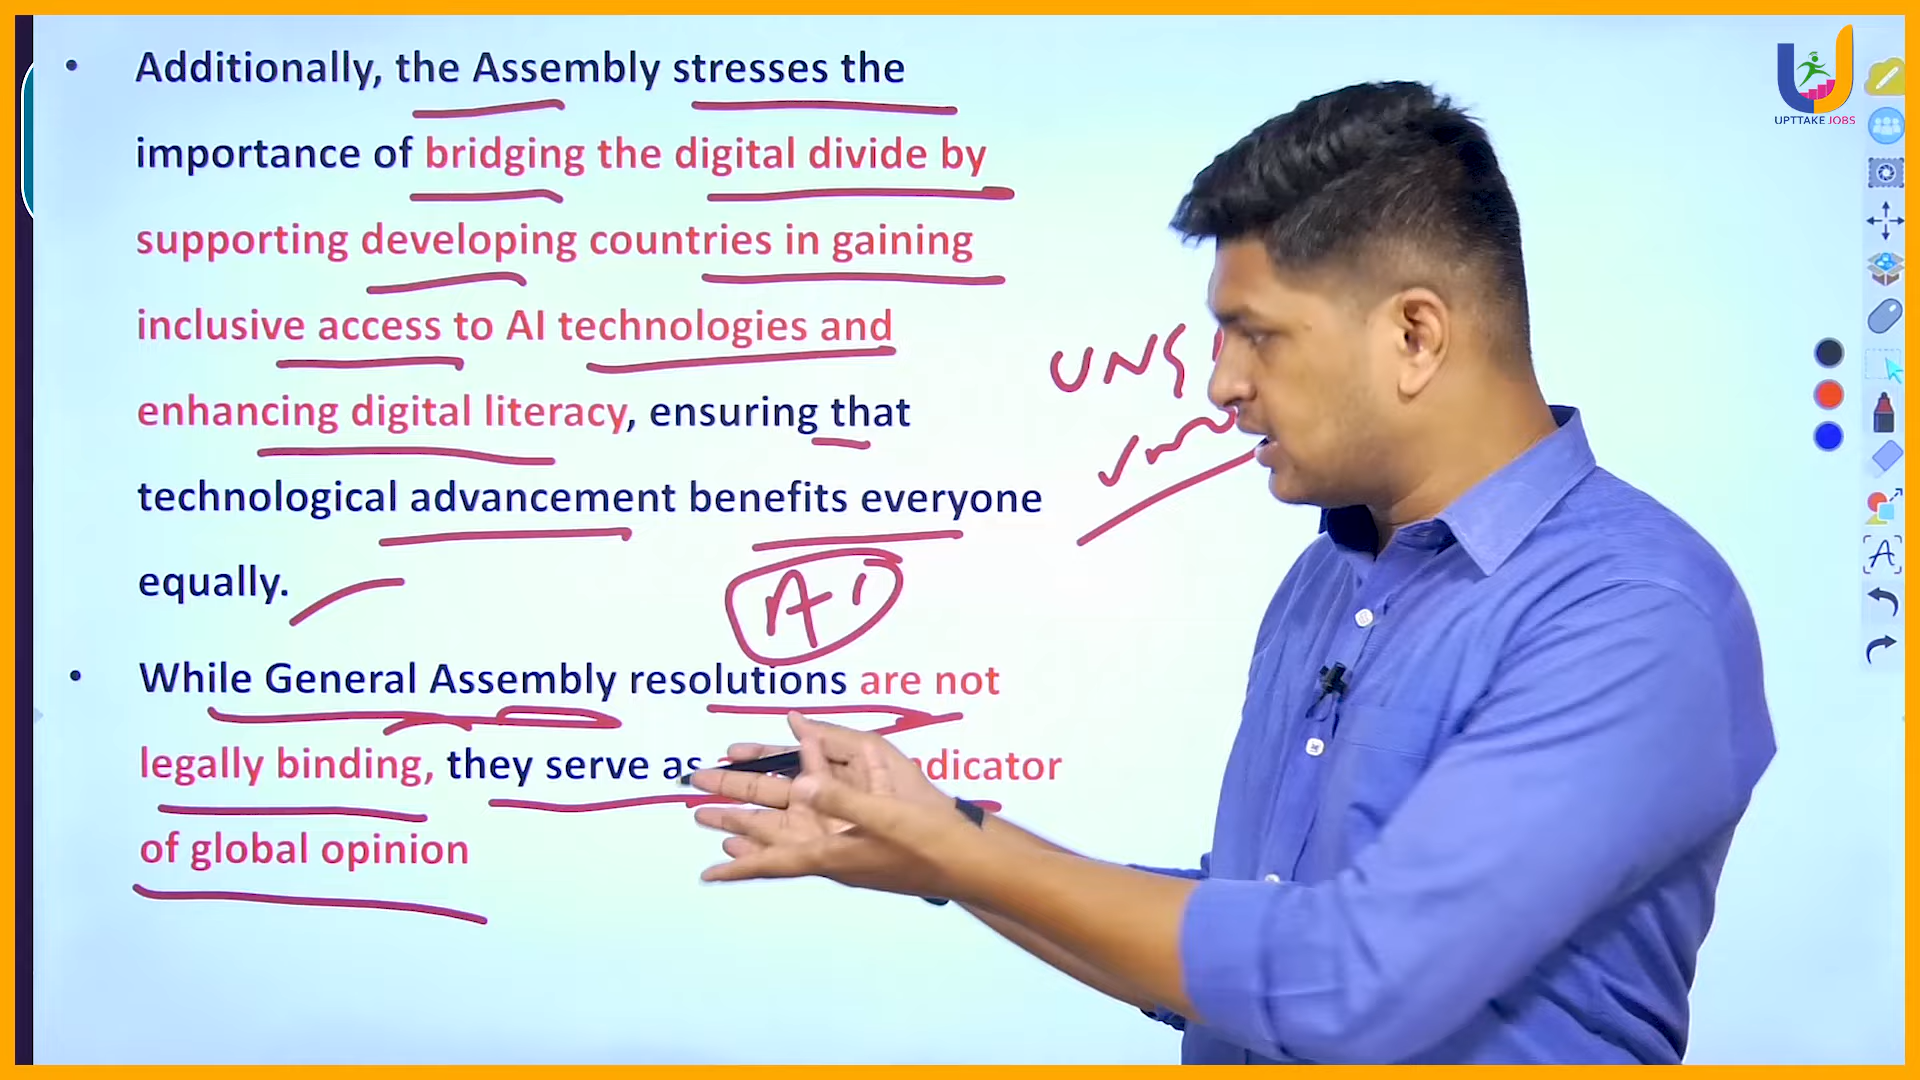 Additionally, the Assembly stresses the
importance of bridging the digital divide by
supporting developing countries in gaining
inclusive access to AI technologies and
enhancing digital literacy, ensuring that
technological advancement benefits everyone
equally.
AI
While General Assembly resolutions are not
legally binding, they serve as
of global opinion
UPTTAKE JOBS